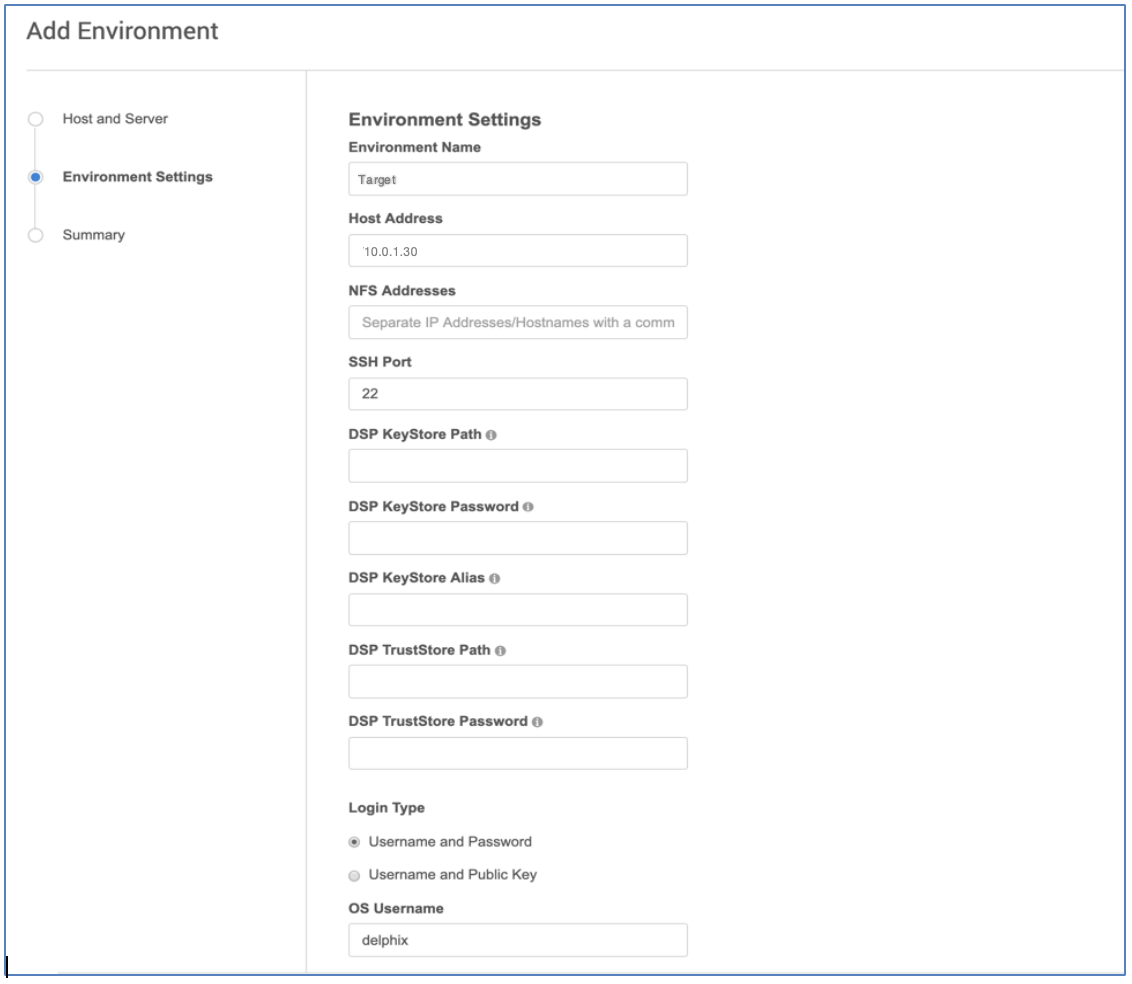 Add Environment
Host and Server
Environment Settings
Summary
Environment Settings
Environment Name
Target
Host Address
10.0.1.30
NFS Addresses
Separate IP Addresses/Hostnames with a comm
SSH Port
22
DSP KeyStore Path
DSP KeyStore Password
DSP KeyStore Alias
DSP TrustStore Path
DSP TrustStore Password
Login Type
Username and Password
Username and Public Key
OS Username
delphix